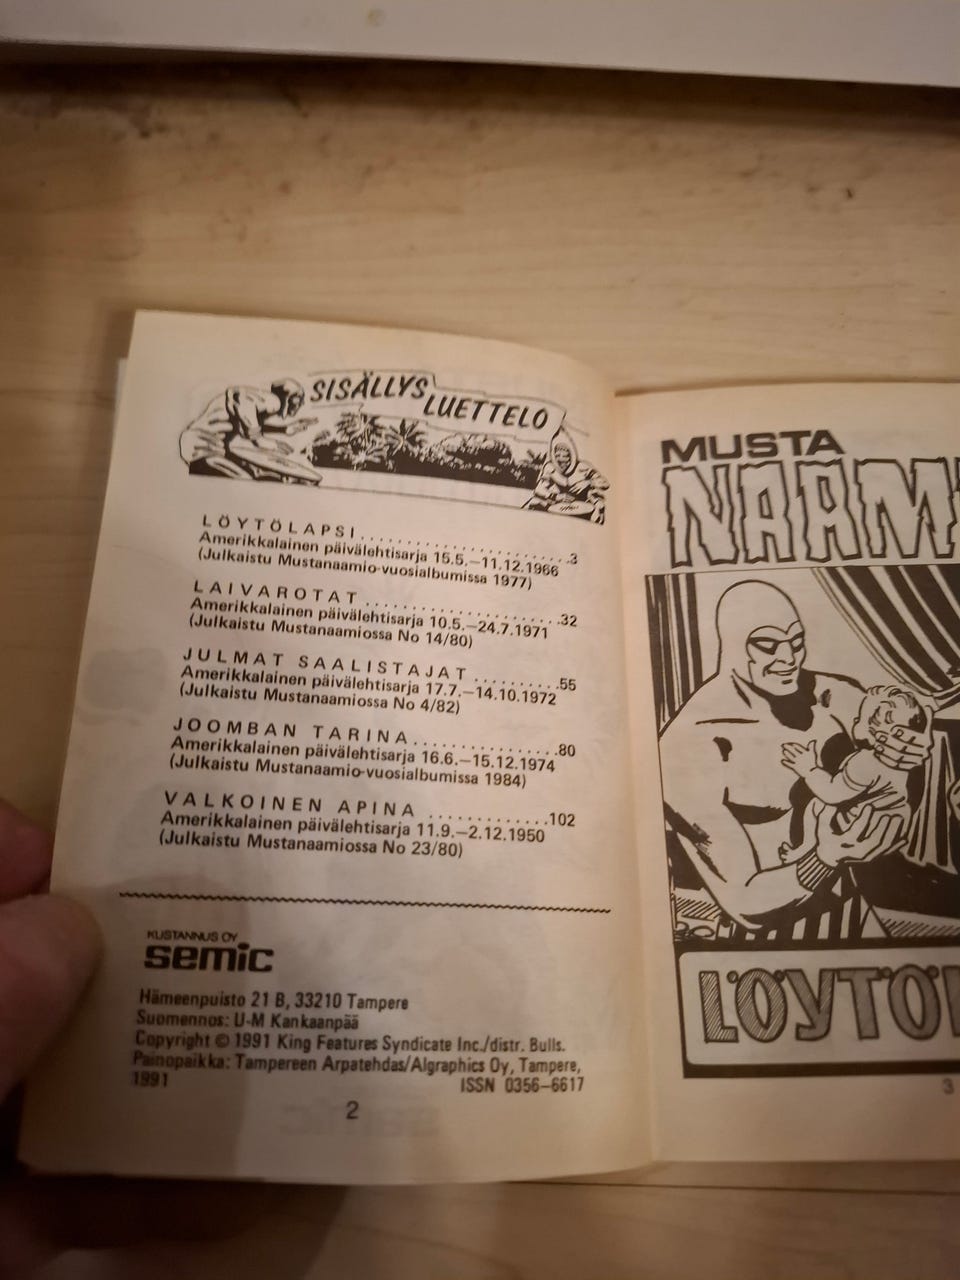 SISÄLLYS
LUETTELO
LÖYTÖLAPSI.......................3
Amerikkalainen päivälehtisarja 15.5.–11.12.1966
(Julkaistu Mustanaamio-vuosialbumissa 1977)
LAIVAROTAT.....................32
Amerikkalainen päivälehtisarja 10.5.–24.7.1971
(Julkaistu Mustanaamiossa No 14/80)
JULMAT SAALISTAJAT ..........55
Amerikkalainen päivälehtisarja 17.7.–14.10.1972
(Julkaistu Mustanaamiossa No 4/82)
JOOMBAN TARINA................80
Amerikkalainen päivälehtisarja 16.6.–15.12.1974
(Julkaistu Mustanaamio-vuosialbumissa 1984)
VALKOINEN APINA .............102
Amerikkalainen päivälehtisarja 11.9.–2.12.1950
(Julkaistu Mustanaamiossa No 23/80)
KUSTANNUS OY
semic
Hämeenpuisto 21 B, 33210 Tampere
Suomennos: U-M Kankaanpää
Copyright © 1991 King Features Syndicate Inc./distr. Bulls.
Painopaikka: Tampereen Arpatehdas/Algraphics Oy, Tampere,
1991 ISSN 0356–6617
2
MUSTA
NAAM
LÖYTÖ
3